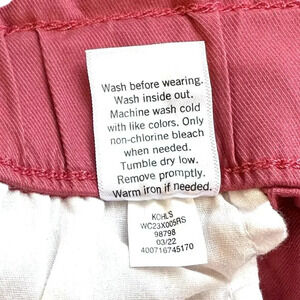 Wash before wearing.
Wash inside out.
Machine wash cold
with like colors. Only
non-chlorine bleach
when needed.
Tumble dry low.
Remove promptly.
Warm iron if needed.
KOHLS
WC23X005RS
98798
03/22
400716745170